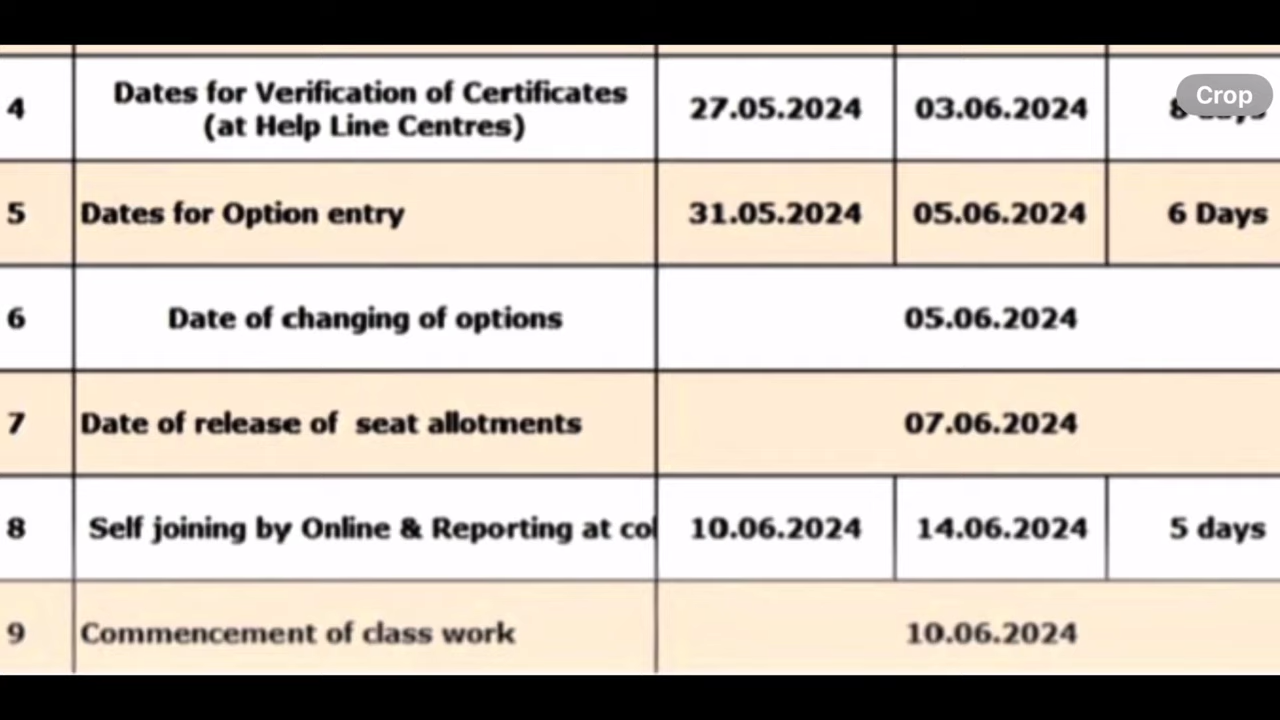 4
Dates for Verification of Certificates
(at Help Line Centres)
27.05.2024
03.06.2024
8 days
Crop
5
Dates for Option entry
31.05.2024
05.06.2024
6 Days
6
Date of changing of options
05.06.2024
7
Date of release of seat allotments
07.06.2024
8
Self joining by Online & Reporting at col
10.06.2024
14.06.2024
5 days
9
Commencement of class work
10.06.2024